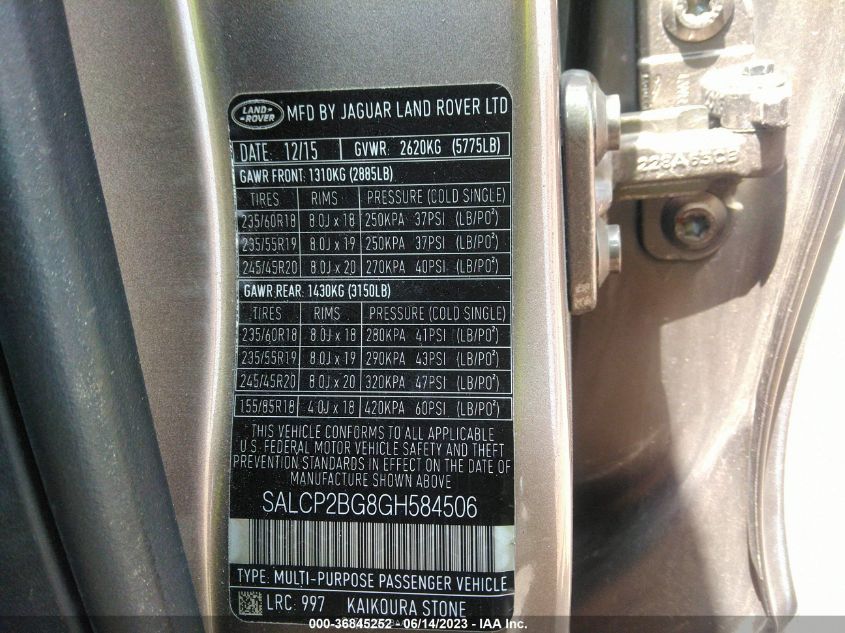 LAND-
-ROVER
MFD BY JAGUAR LAND ROVER LTD
DATE: 12/15 GVWR: 2620KG (5775LB)
GAWR FRONT: 1310KG (2885LB)
TIRES RIMS PRESSURE (COLD SINGLE)
235/60R18 8.0J x 18 250KPA 37PSI (LB/PO²)
235/55R19 8.0J x 19 250KPA 37PSI (LB/PO²)
245/45R20 8.0J x 20 270KPA 40PSI (LB/PO²)
GAWR REAR: 1430KG (3150LB)
TIRES RIMS PRESSURE (COLD SINGLE)
235/60R18 8.0J x 18 280KPA 41PSI (LB/PO²)
235/55R19 8.0J x 19 290KPA 43PSI (LB/PO²)
245/45R20 8.0J x 20 320KPA 47PSI (LB/PO²)
155/85R18 4.0J x 18 420KPA 60PSI (LB/PO²)
THIS VEHICLE CONFORMS TO ALL APPLICABLE
U.S. FEDERAL MOTOR VEHICLE SAFETY AND THEFT
PREVENTION STANDARDS IN EFFECT ON THE DATE OF
MANUFACTURE SHOWN ABOVE
SALCP2BG8GH584506
TYPE: MULTI-PURPOSE PASSENGER VEHICLE
LRC: 997 KAIKOURA STONE
228A65CB
000-36845252 - 06/14/2023 - IAA Inc.